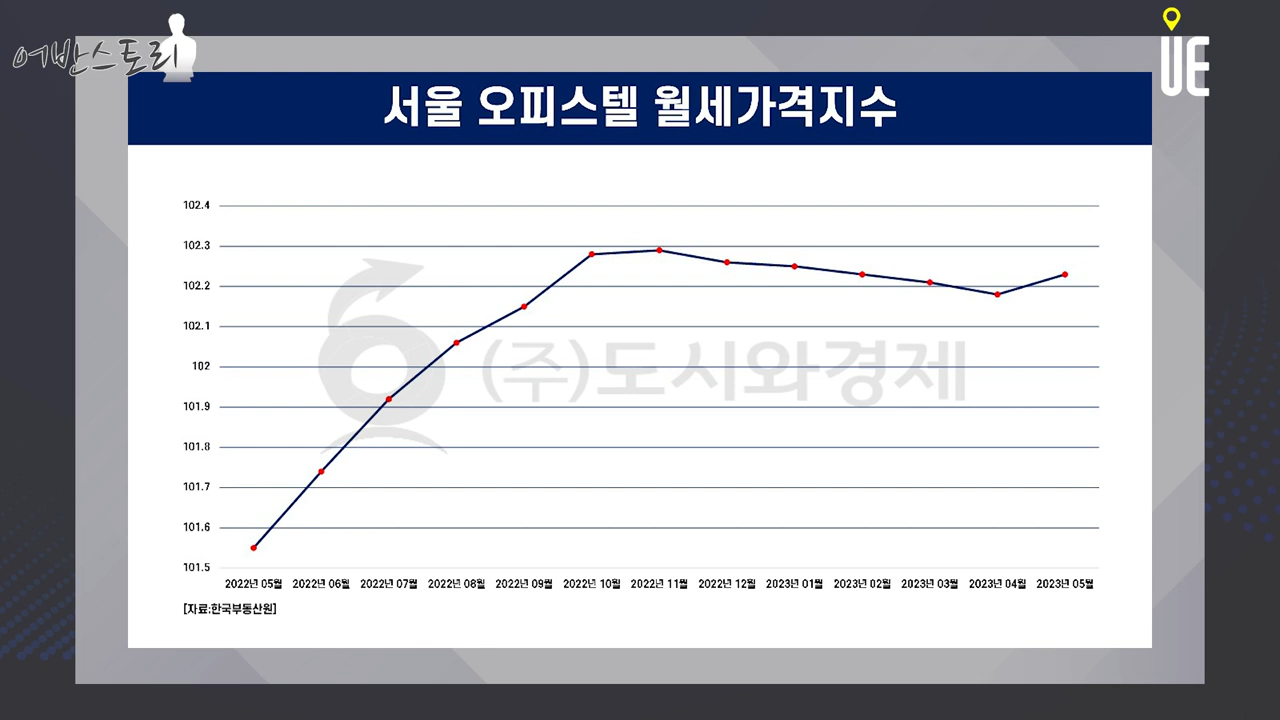 어반스토리
UE
서울 오피스텔 월세가격지수
102.4
102.3
102.2
102.1
102
101.9
101.8
101.7
101.6
101.5
(주)도시와경제
2022년 05월 2022년 06월 2022년 07월 2022년 08월 2022년 09월 2022년 10월 2022년 11월 2022년 12월 2023년 01월 2023년 02월 2023년 03월 2023년 04월 2023년 05월
[자료:한국부동산원]